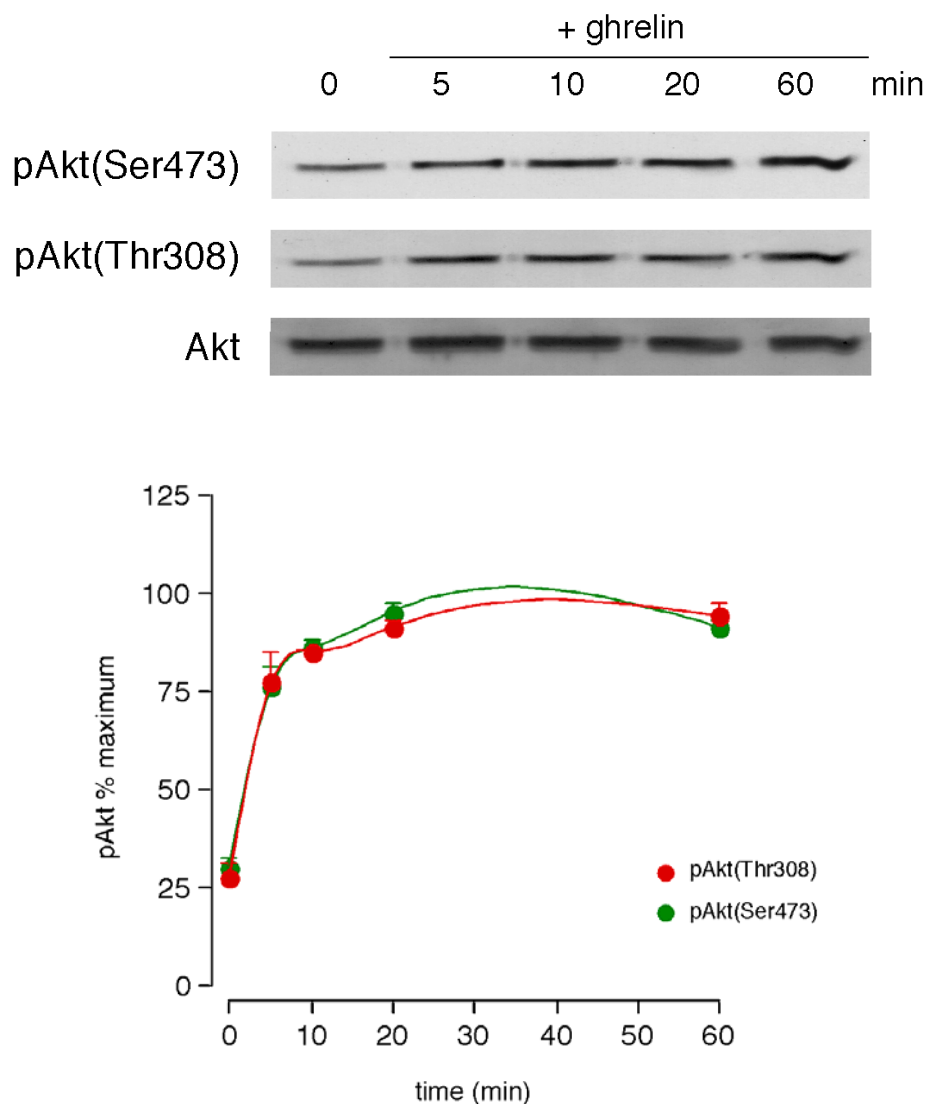 + ghrelin
0 5 10 20 60 min
pAkt(Ser473)
pAkt(Thr308)
Akt
125
100
75
50
25
0
pAkt % maximum
pAkt(Thr308)
pAkt(Ser473)
0 10 20 30 40 50 60
time (min)